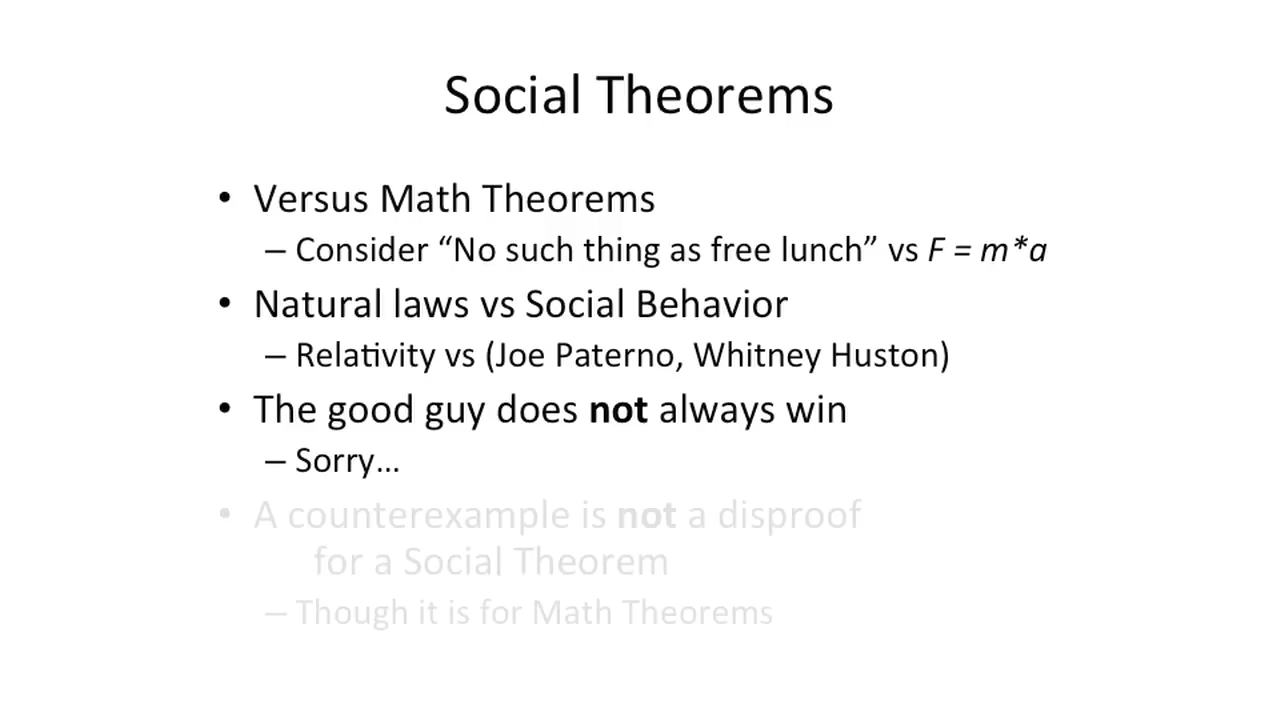 Social Theorems
• Versus Math Theorems
– Consider “No such thing as free lunch” vs F = m*a
• Natural laws vs Social Behavior
– Relativity vs (Joe Paterno, Whitney Huston)
• The good guy does not always win
– Sorry…
• A counterexample is not a disproof
for a Social Theorem
– Though it is for Math Theorems